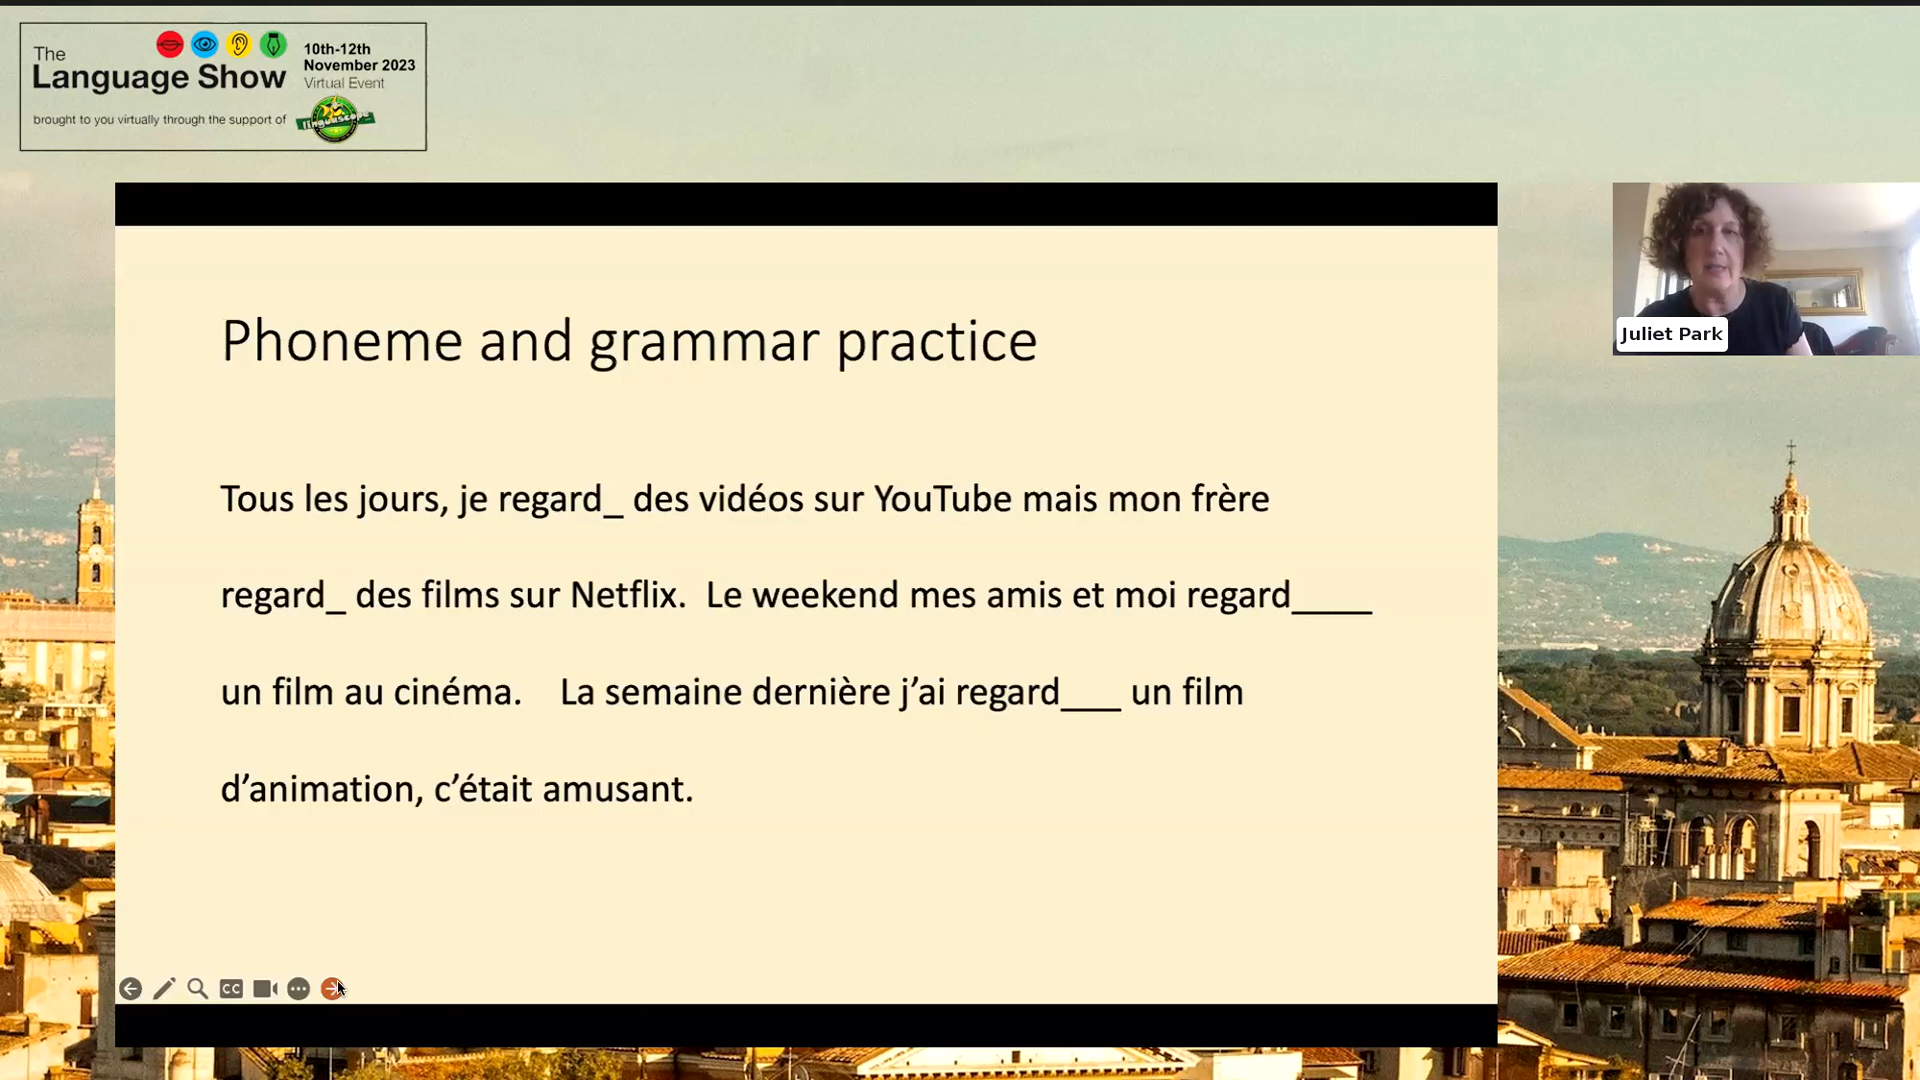 The
Language Show
10th-12th
November 2023
Virtual Event
brought to you virtually through the support of
linguascope
Juliet Park
Phoneme and grammar practice
Tous les jours, je regard_ des vidéos sur YouTube mais mon frère
regard_ des films sur Netflix. Le weekend mes amis et moi regard____
un film au cinéma. La semaine dernière j’ai regard___ un film
d’animation, c’était amusant.
CC